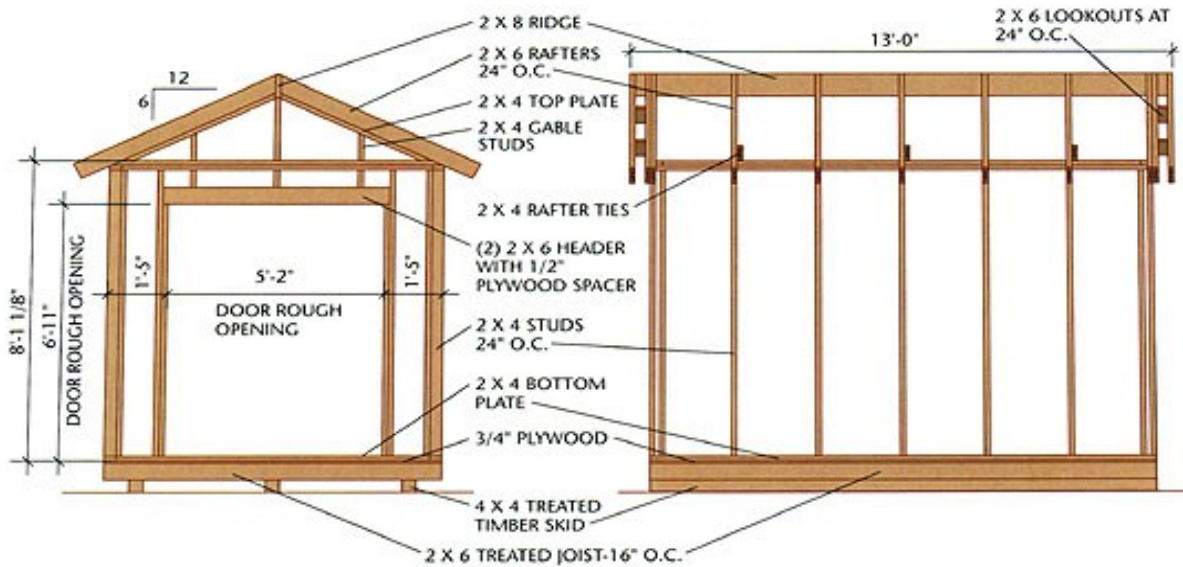 2 X 8 RIDGE
2 X 6 RAFTERS
24" O.C.
2 X 4 TOP PLATE
2 X 4 GABLE
STUDS
2 X 6 LOOKOUTS AT
24" O.C.
13'-0"
12
6
2 X 4 RAFTER TIES
(2) 2 X 6 HEADER
WITH 1/2"
PLYWOOD SPACER
8'-1 1/8"
6'-11"
DOOR ROUGH OPENING
1'-5"
5'-2"
1'-5"
DOOR ROUGH
OPENING
2 X 4 STUDS
24" O.C.
2 X 4 BOTTOM
PLATE
3/4" PLYWOOD
4 X 4 TREATED
TIMBER SKID
2 X 6 TREATED JOIST-16" O.C.